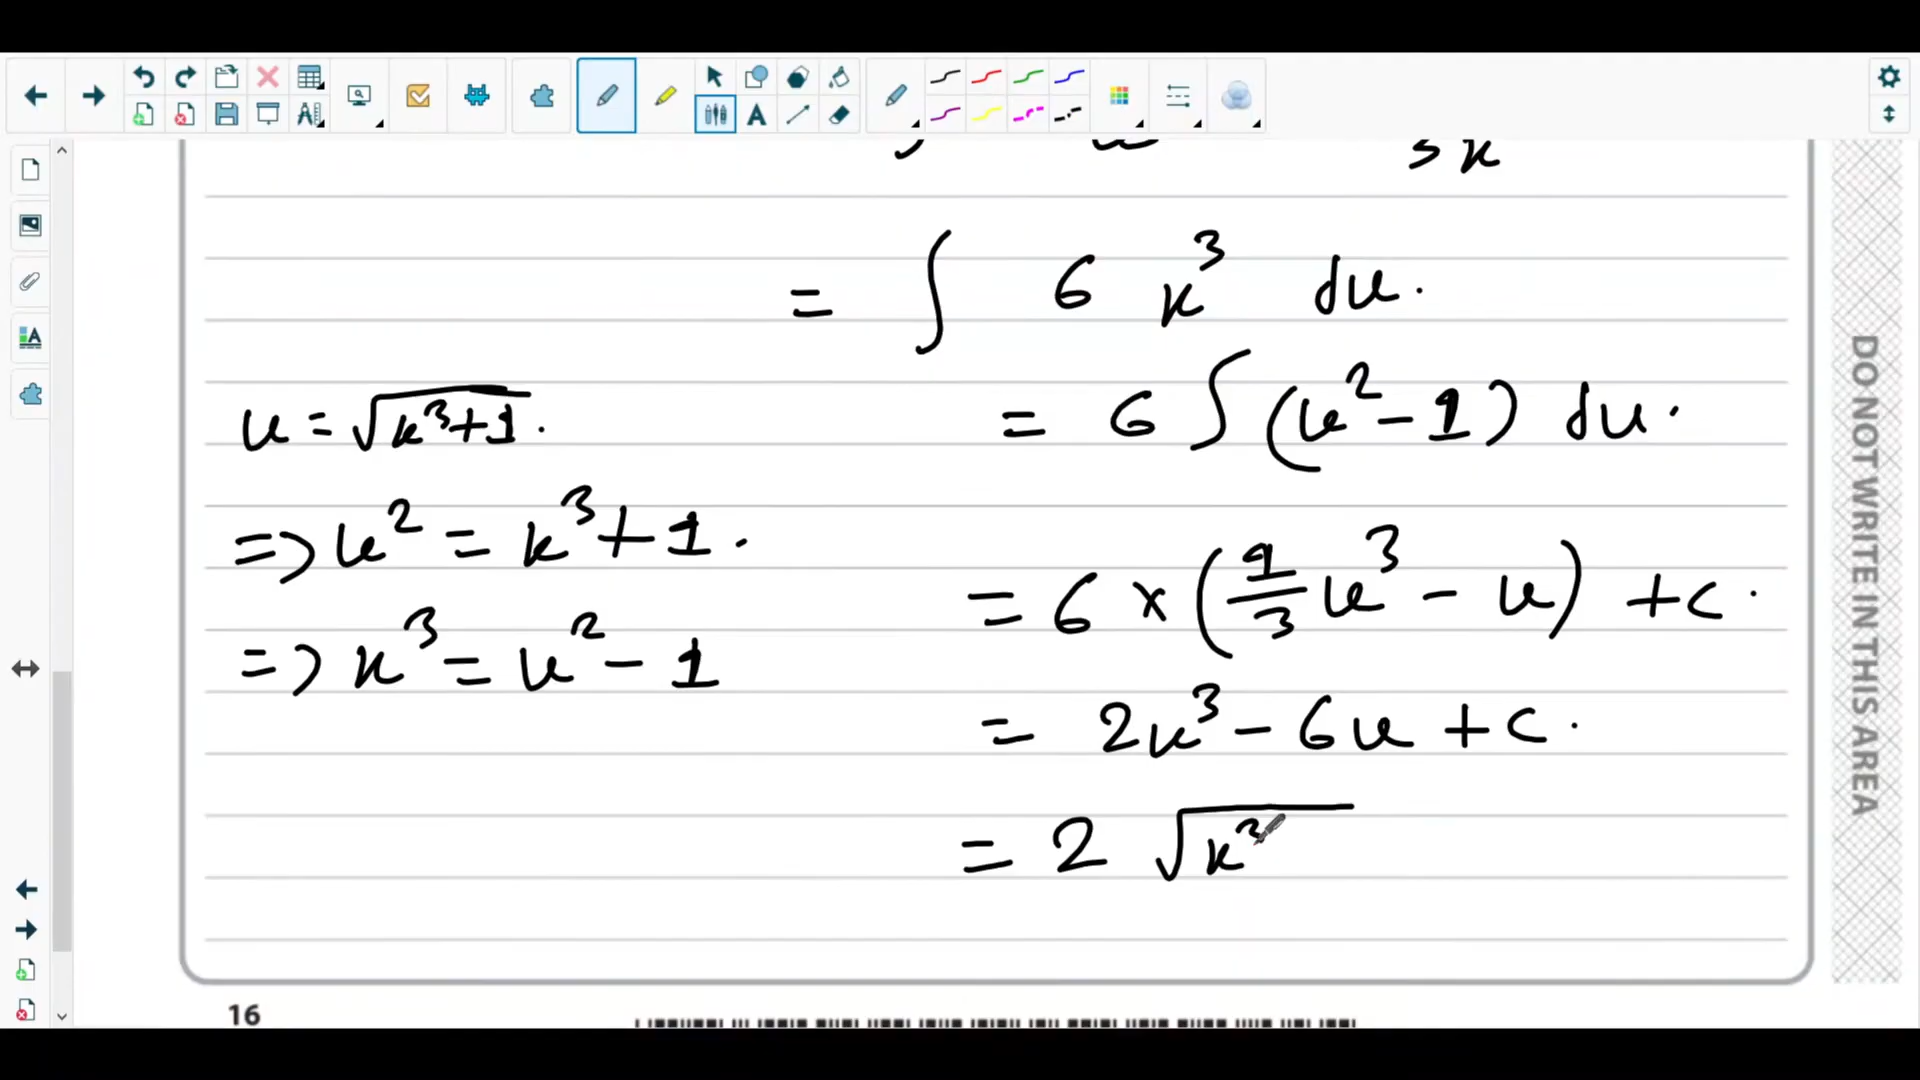 = ∫ 6 x³ du.
u = √(x³+1).
= 6 ∫ (u² − 1) du.
=> u² = x³ + 1.
= 6 × (1/3 u³ − u) + c.
=> x³ = u² − 1
= 2u³ − 6u + c.
= 2 √x³
16
DO NOT WRITE IN THIS AREA